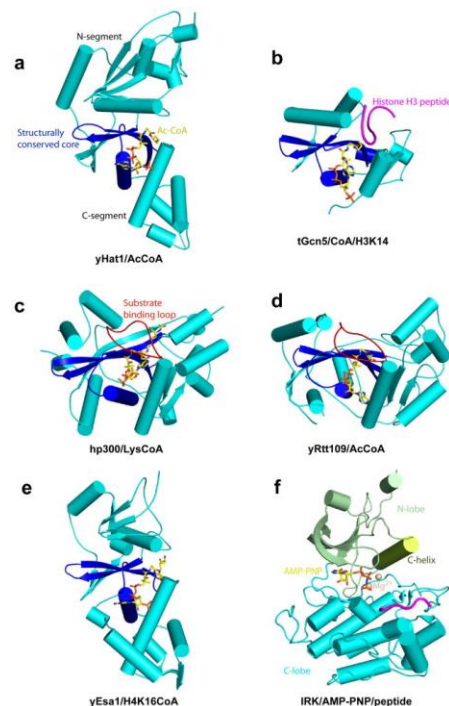 a
N-segment
Structurally
conserved core
Ac-CoA
C-segment
yHat1/AcCoA
b
Histone H3 peptide
tGcn5/CoA/H3K14
c
Substrate
binding loop
hp300/LysCoA
d
yRtt109/AcCoA
e
yEsa1/H4K16CoA
f
N-lobe
C-helix
AMP-PNP
C-lobe
IRK/AMP-PNP/peptide